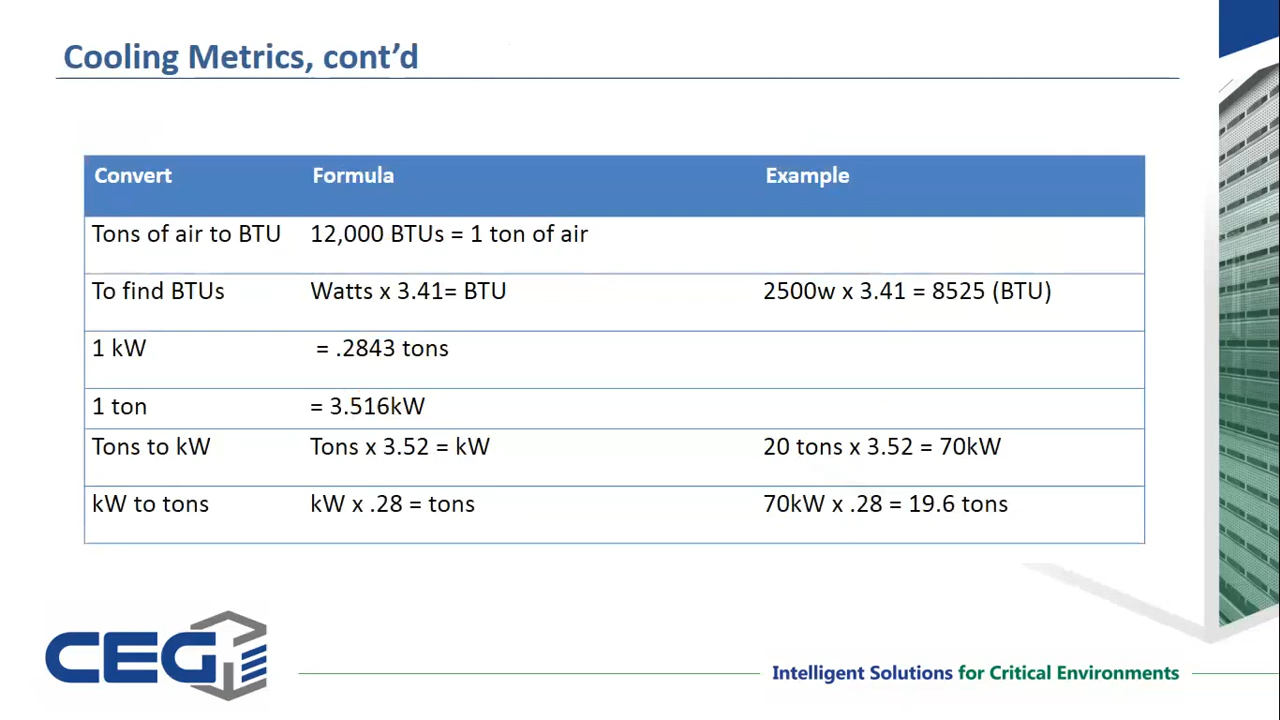 Cooling Metrics, cont’d
Convert Formula Example
Tons of air to BTU 12,000 BTUs = 1 ton of air
To find BTUs Watts x 3.41= BTU 2500w x 3.41 = 8525 (BTU)
1 kW = .2843 tons
1 ton = 3.516kW
Tons to kW Tons x 3.52 = kW 20 tons x 3.52 = 70kW
kW to tons kW x .28 = tons 70kW x .28 = 19.6 tons
CEG
Intelligent Solutions for Critical Environments